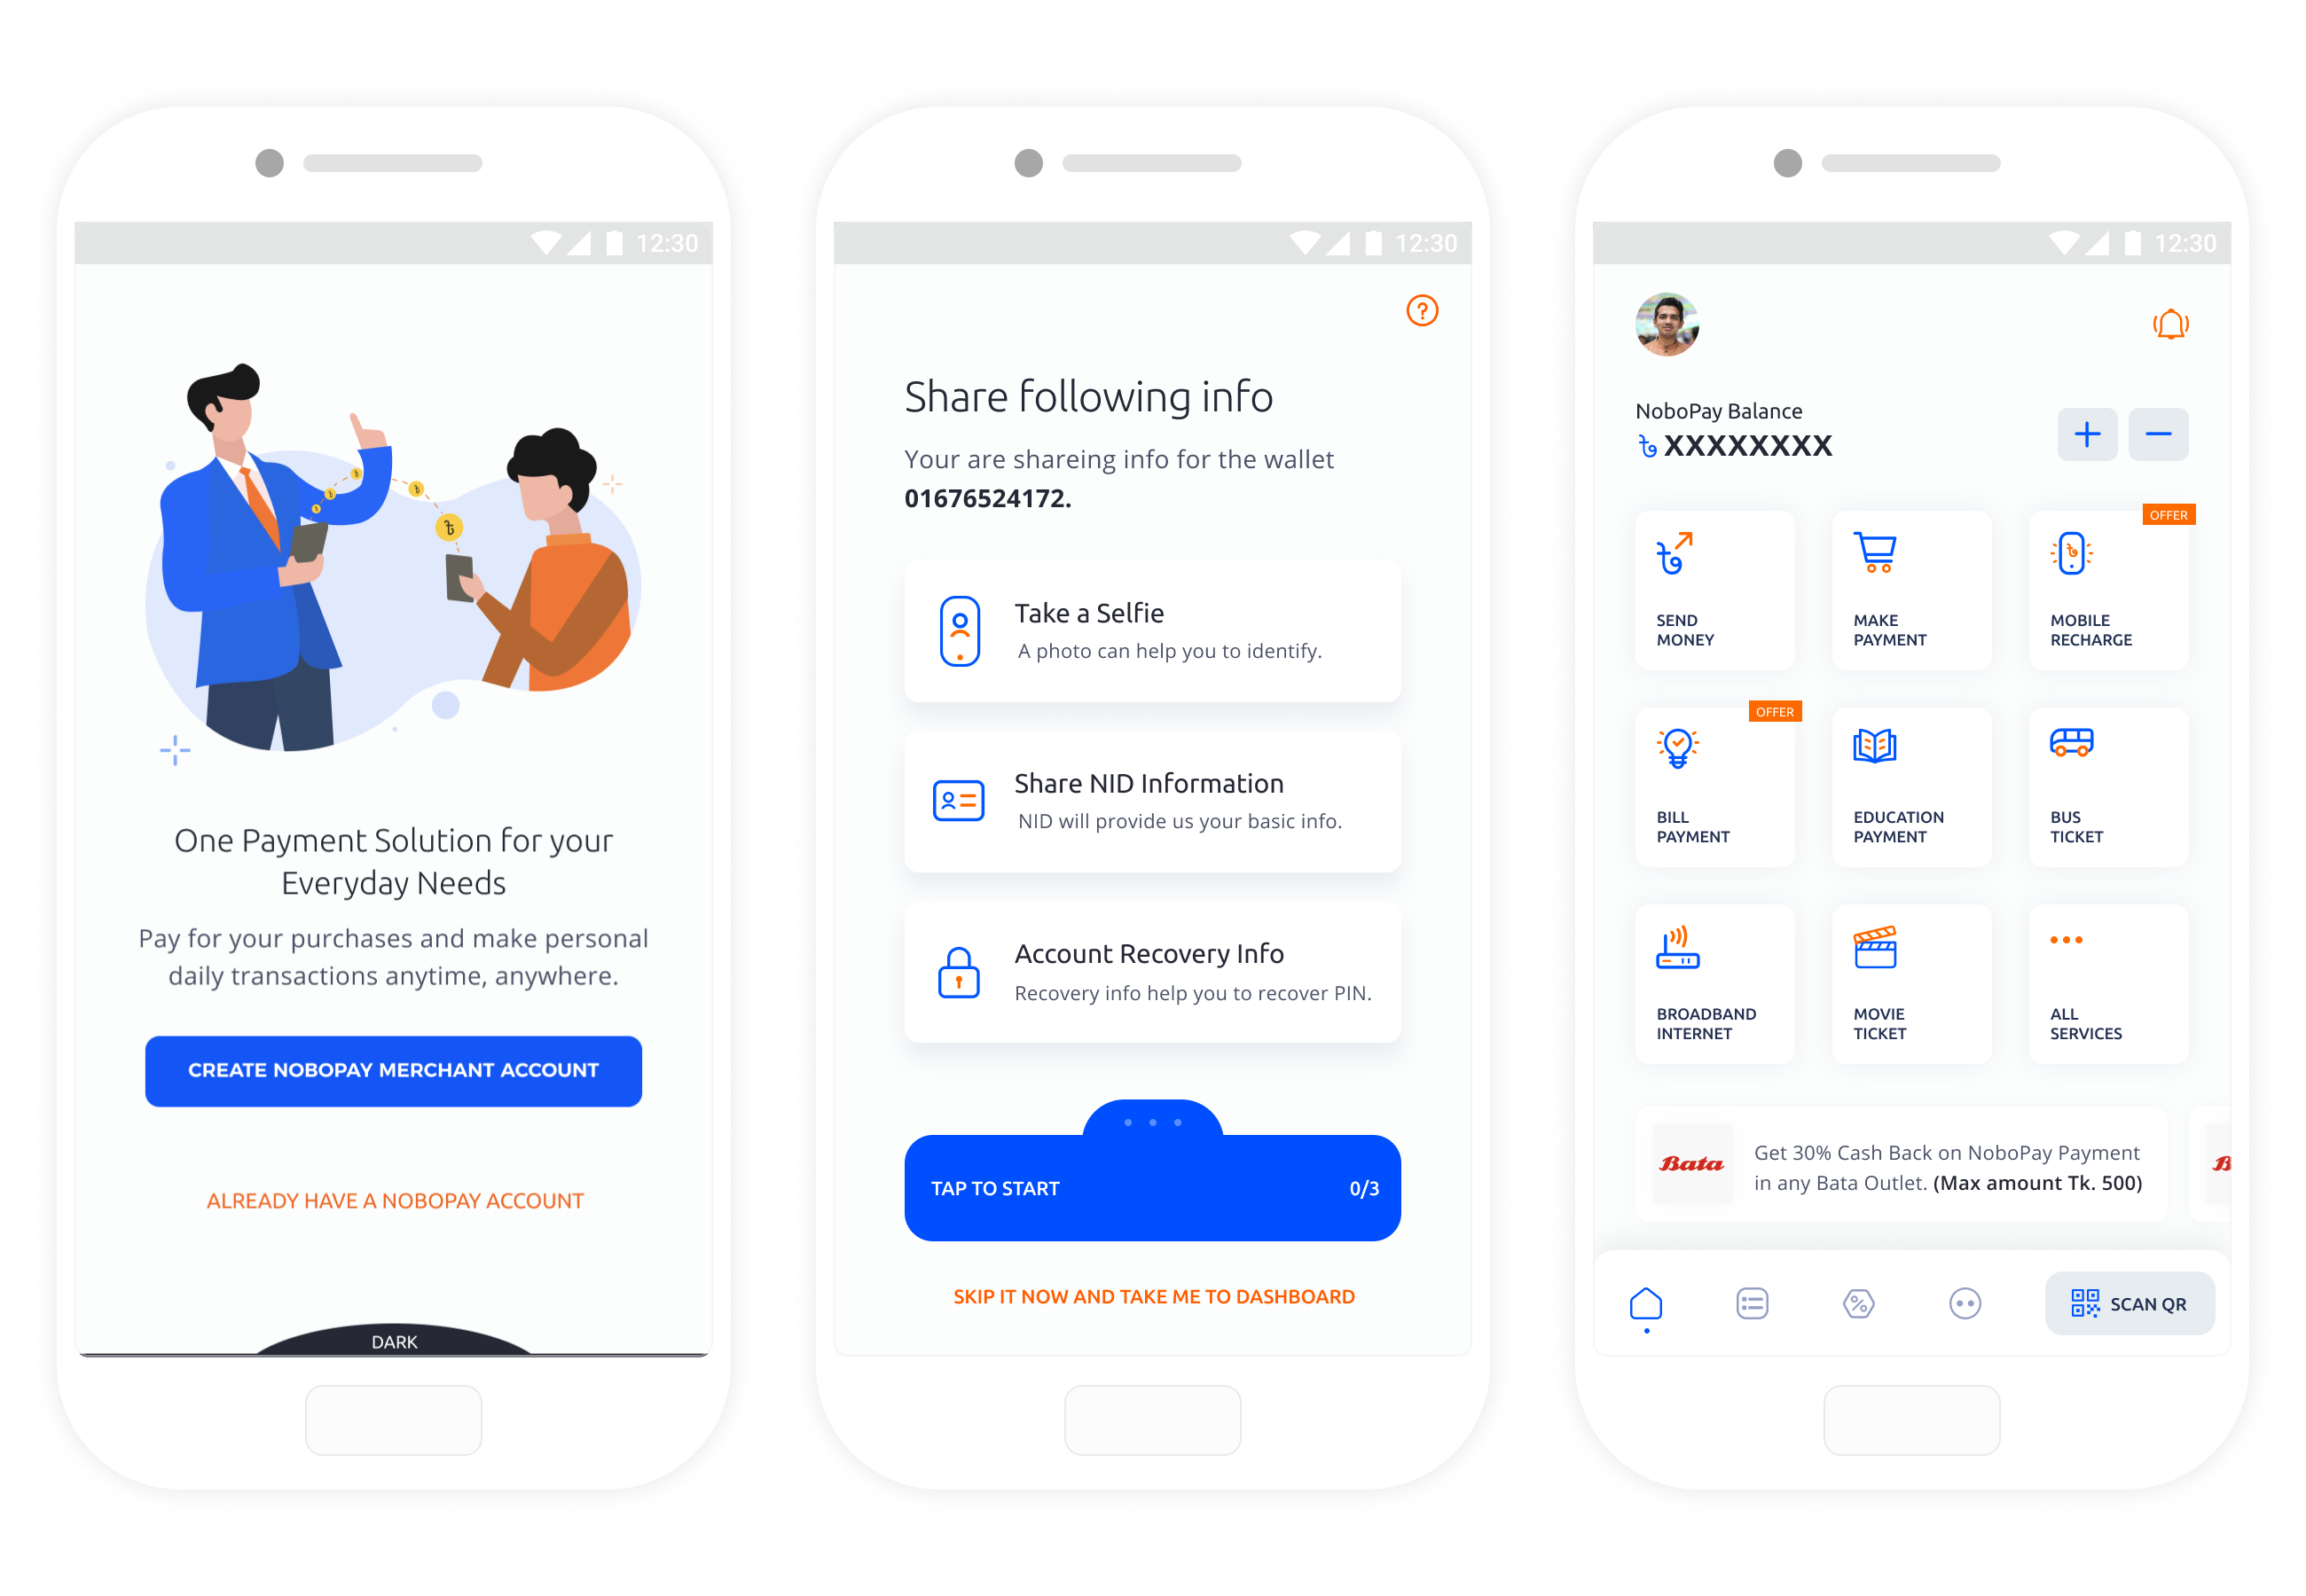 12:30
One Payment Solution for your
Everyday Needs
Pay for your purchases and make personal
daily transactions anytime, anywhere.
CREATE NOBOPAY MERCHANT ACCOUNT
ALREADY HAVE A NOBOPAY ACCOUNT
DARK
12:30
Share following info
Your are shareing info for the wallet
01676524172.
Take a Selfie
A photo can help you to identify.
Share NID Information
NID will provide us your basic info.
Account Recovery Info
Recovery info help you to recover PIN.
TAP TO START 0/3
SKIP IT NOW AND TAKE ME TO DASHBOARD
12:30
NoboPay Balance
৳ XXXXXXXX
SEND
MONEY
MAKE
PAYMENT
OFFER
MOBILE
RECHARGE
OFFER
BILL
PAYMENT
EDUCATION
PAYMENT
BUS
TICKET
BROADBAND
INTERNET
MOVIE
TICKET
ALL
SERVICES
Bata
Get 30% Cash Back on NoboPay Payment
in any Bata Outlet. (Max amount Tk. 500)
B
SCAN QR